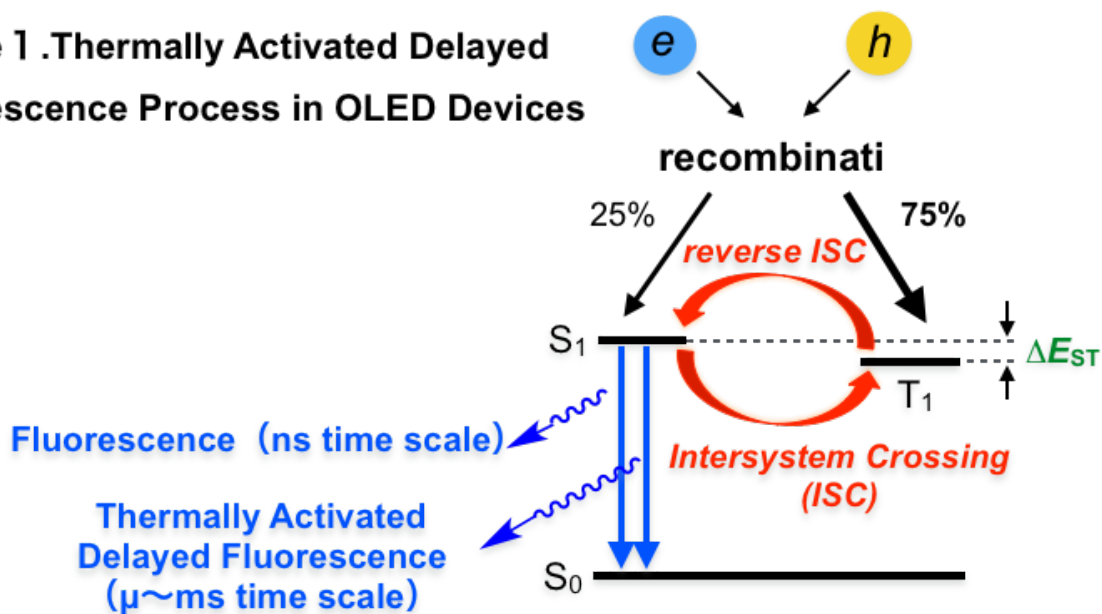 e 1 .Thermally Activated Delayed
escence Process in OLED Devices
e
h
recombinati
25%
75%
reverse ISC
S1
ΔEST
T1
Fluorescence（ns time scale）
Intersystem Crossing
(ISC)
Thermally Activated
Delayed Fluorescence
（μ〜ms time scale）
S0